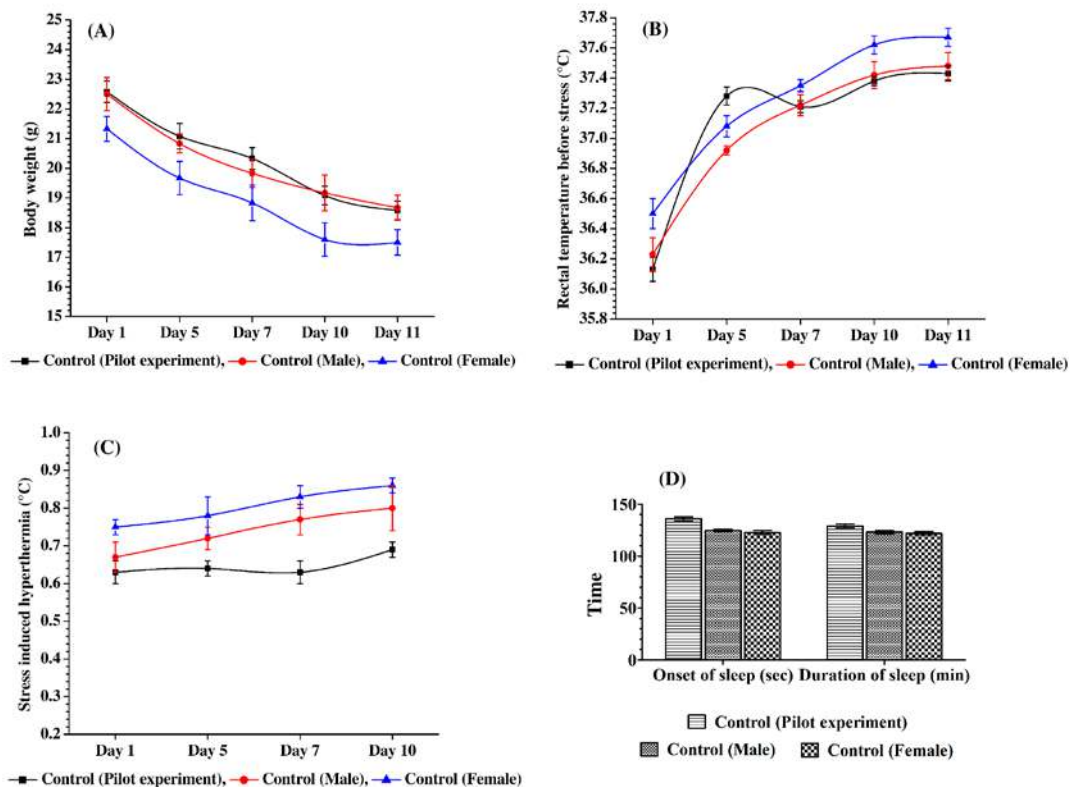 (A)
Body weight (g)
25
24
23
22
21
20
19
18
17
16
15
Day 1 Day 5 Day 7 Day 10 Day 11
Control (Pilot experiment), Control (Male), Control (Female)
(B)
Rectal temperature before stress (°C)
37.8
37.6
37.4
37.2
37.0
36.8
36.6
36.4
36.2
36.0
35.8
Day 1 Day 5 Day 7 Day 10 Day 11
Control (Pilot experiment), Control (Male), Control (Female)
(C)
Stress induced hyperthermia (°C)
1.0
0.9
0.8
0.7
0.6
0.5
0.4
0.3
0.2
Day 1 Day 5 Day 7 Day 10
Control (Pilot experiment), Control (Male), Control (Female)
(D)
Time
150
100
50
0
Onset of sleep (sec) Duration of sleep (min)
Control (Pilot experiment)
Control (Male) Control (Female)